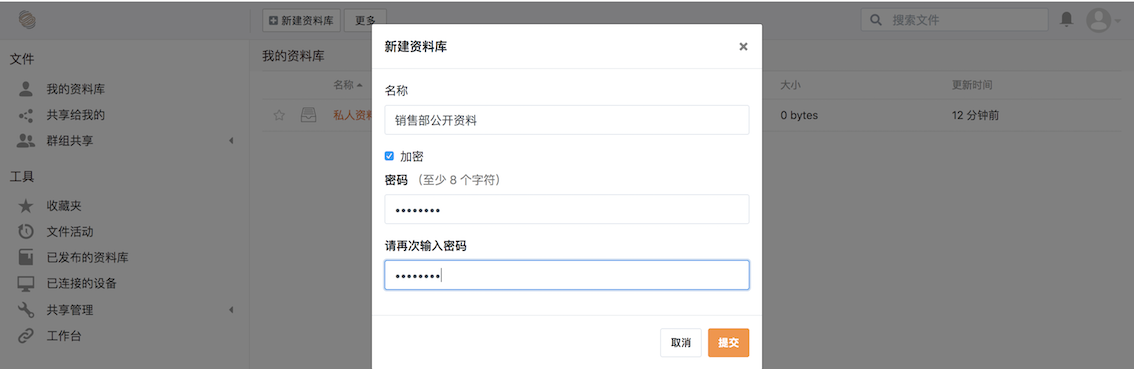 新建资料库 更多
搜索文件
文件
我的资料库
共享给我的
群组共享
工具
收藏夹
文件活动
已发布的资料库
已连接的设备
共享管理
工作台
我的资料库
名称 大小 更新时间
私人资料 0 bytes 12 分钟前
新建资料库 ×
名称
销售部公开资料
加密
密码 （至少 8 个字符）
••••••••
请再次输入密码
••••••••
取消 提交